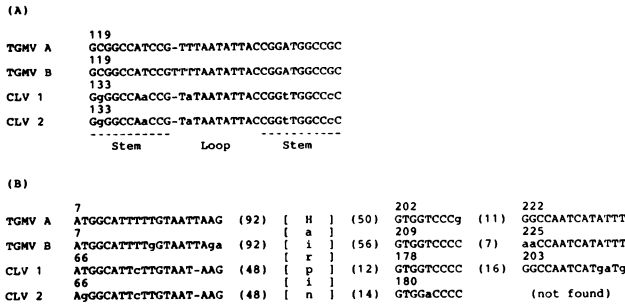 (A)
119
TGMV A GCGGCCATCCG-TTTAATATTACCGGATGGCCGC
119
TGMV B GCGGCCATCCGTTTTAATATTACCGGATGGCCGC
133
CLV 1 GgGGCCAaCCG-TaTAATATTACCGGtTGGCCcC
133
CLV 2 GgGGCCAaCCG-TaTAATATTACCGGtTGGCCcC
----------- ----------
Stem Loop Stem
(B)
7 202 222
TGMV A ATGGCATTTTTGTAATTAAG (92) [ H ] (50) GTGGTCCCg (11) GGCCAATCATATTT
7 a 209 225
TGMV B ATGGCATTTTgGTAATTAga (92) [ i ] (56) GTGGTCCCC (7) aaCCAATCATATTT
66 r 178 203
CLV 1 ATGGCATTcTTGTAAT-AAG (48) [ p ] (12) GTGGTCCCC (16) GGCCAATCATgaTg
66 i 180
CLV 2 AgGGCATTcTTGTAAT-AAG (48) [ n ] (14) GTGGaCCCC (not found)